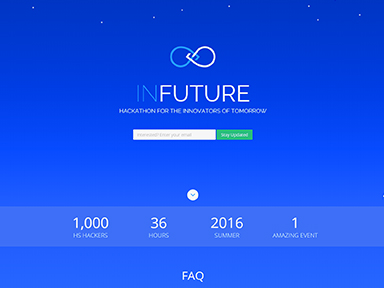 INFUTURE
HACKATHON FOR THE INNOVATORS OF TOMORROW
Interested? Enter your email Stay Updated!
1,000 36 2016 1
HS HACKERS HOURS SUMMER AMAZING EVENT
FAQ